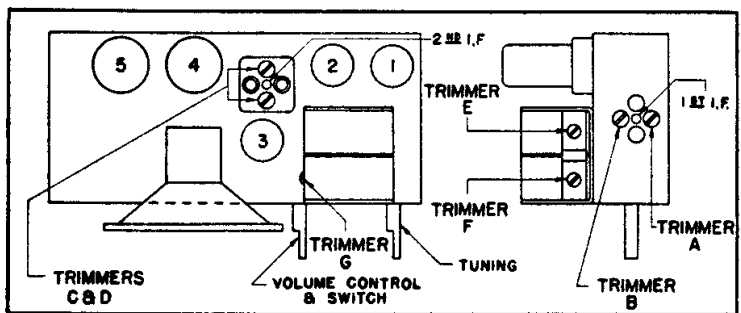 5
4
2 ND I.F
2
1
3
TRIMMER
E
1 ST I.F.
TRIMMER
F
TRIMMER
A
TRIMMER
B
TRIMMER
G
TUNING
TRIMMERS
C & D
VOLUME CONTROL
& SWITCH